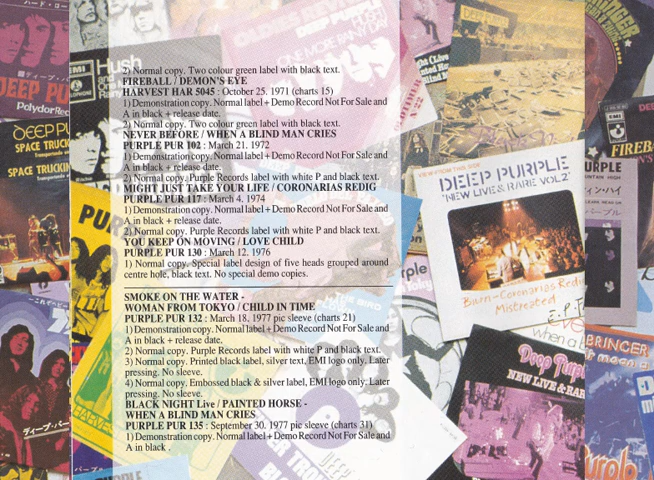 2) Normal copy. Two colour green label with black text.
FIREBALL / DEMON'S EYE
HARVEST HAR 5045 : October 25, 1971 (charts 15)
1) Demonstration copy. Normal label + Demo Record Not For Sale and
A in black + release date.
2) Normal copy. Two colour green label with black text.
NEVER BEFORE / WHEN A BLIND MAN CRIES
PURPLE PUR 102 : March 21, 1972
1) Demonstration copy. Normal label + Demo Record Not For Sale and
A in black + release date.
2) Normal copy. Purple Records label with white P and black text.
MIGHT JUST TAKE YOUR LIFE / CORONARIAS REDIG
PURPLE PUR 117 : March 4, 1974
1) Demonstration copy. Normal label + Demo Record Not For Sale and
A in black + release date.
2) Normal copy. Purple Records label with white P and black text.
YOU KEEP ON MOVING / LOVE CHILD
PURPLE PUR 130 : March 12, 1976
1) Normal copy. Special label design of five heads grouped around
centre hole, black text. No special demo copies.
SMOKE ON THE WATER -
WOMAN FROM TOKYO / CHILD IN TIME
PURPLE PUR 132 : March 18, 1977 pic sleeve (charts 21)
1) Demonstration copy. Normal label + Demo Record Not For Sale and
A in black + release date.
2) Normal copy. Purple Records label with white P and black text.
3) Normal copy. Printed black label, silver text, EMI logo only. Later
pressing. No sleeve.
4) Normal copy. Embossed black & silver label, EMI logo only. Later
pressing. No sleeve.
BLACK NIGHT Live / PAINTED HORSE -
WHEN A BLIND MAN CRIES
PURPLE PUR 135 : September 30, 1977 pic sleeve (charts 31)
1) Demonstration copy. Normal label + Demo Record Not For Sale and
A in black .
DEEP PURPLE
'NEW LIVE & RARE VOL 2'
Burn - Coronarias Redig
Mistreated
E.P.
Deep Purple
NEW LIVE & RAR
Hush
EMI
DEEP PUR
Polydor
SPACE TRUCKIN
SPACE TRUCKIN
DEEP PURPLE
FIREB
BRINGER